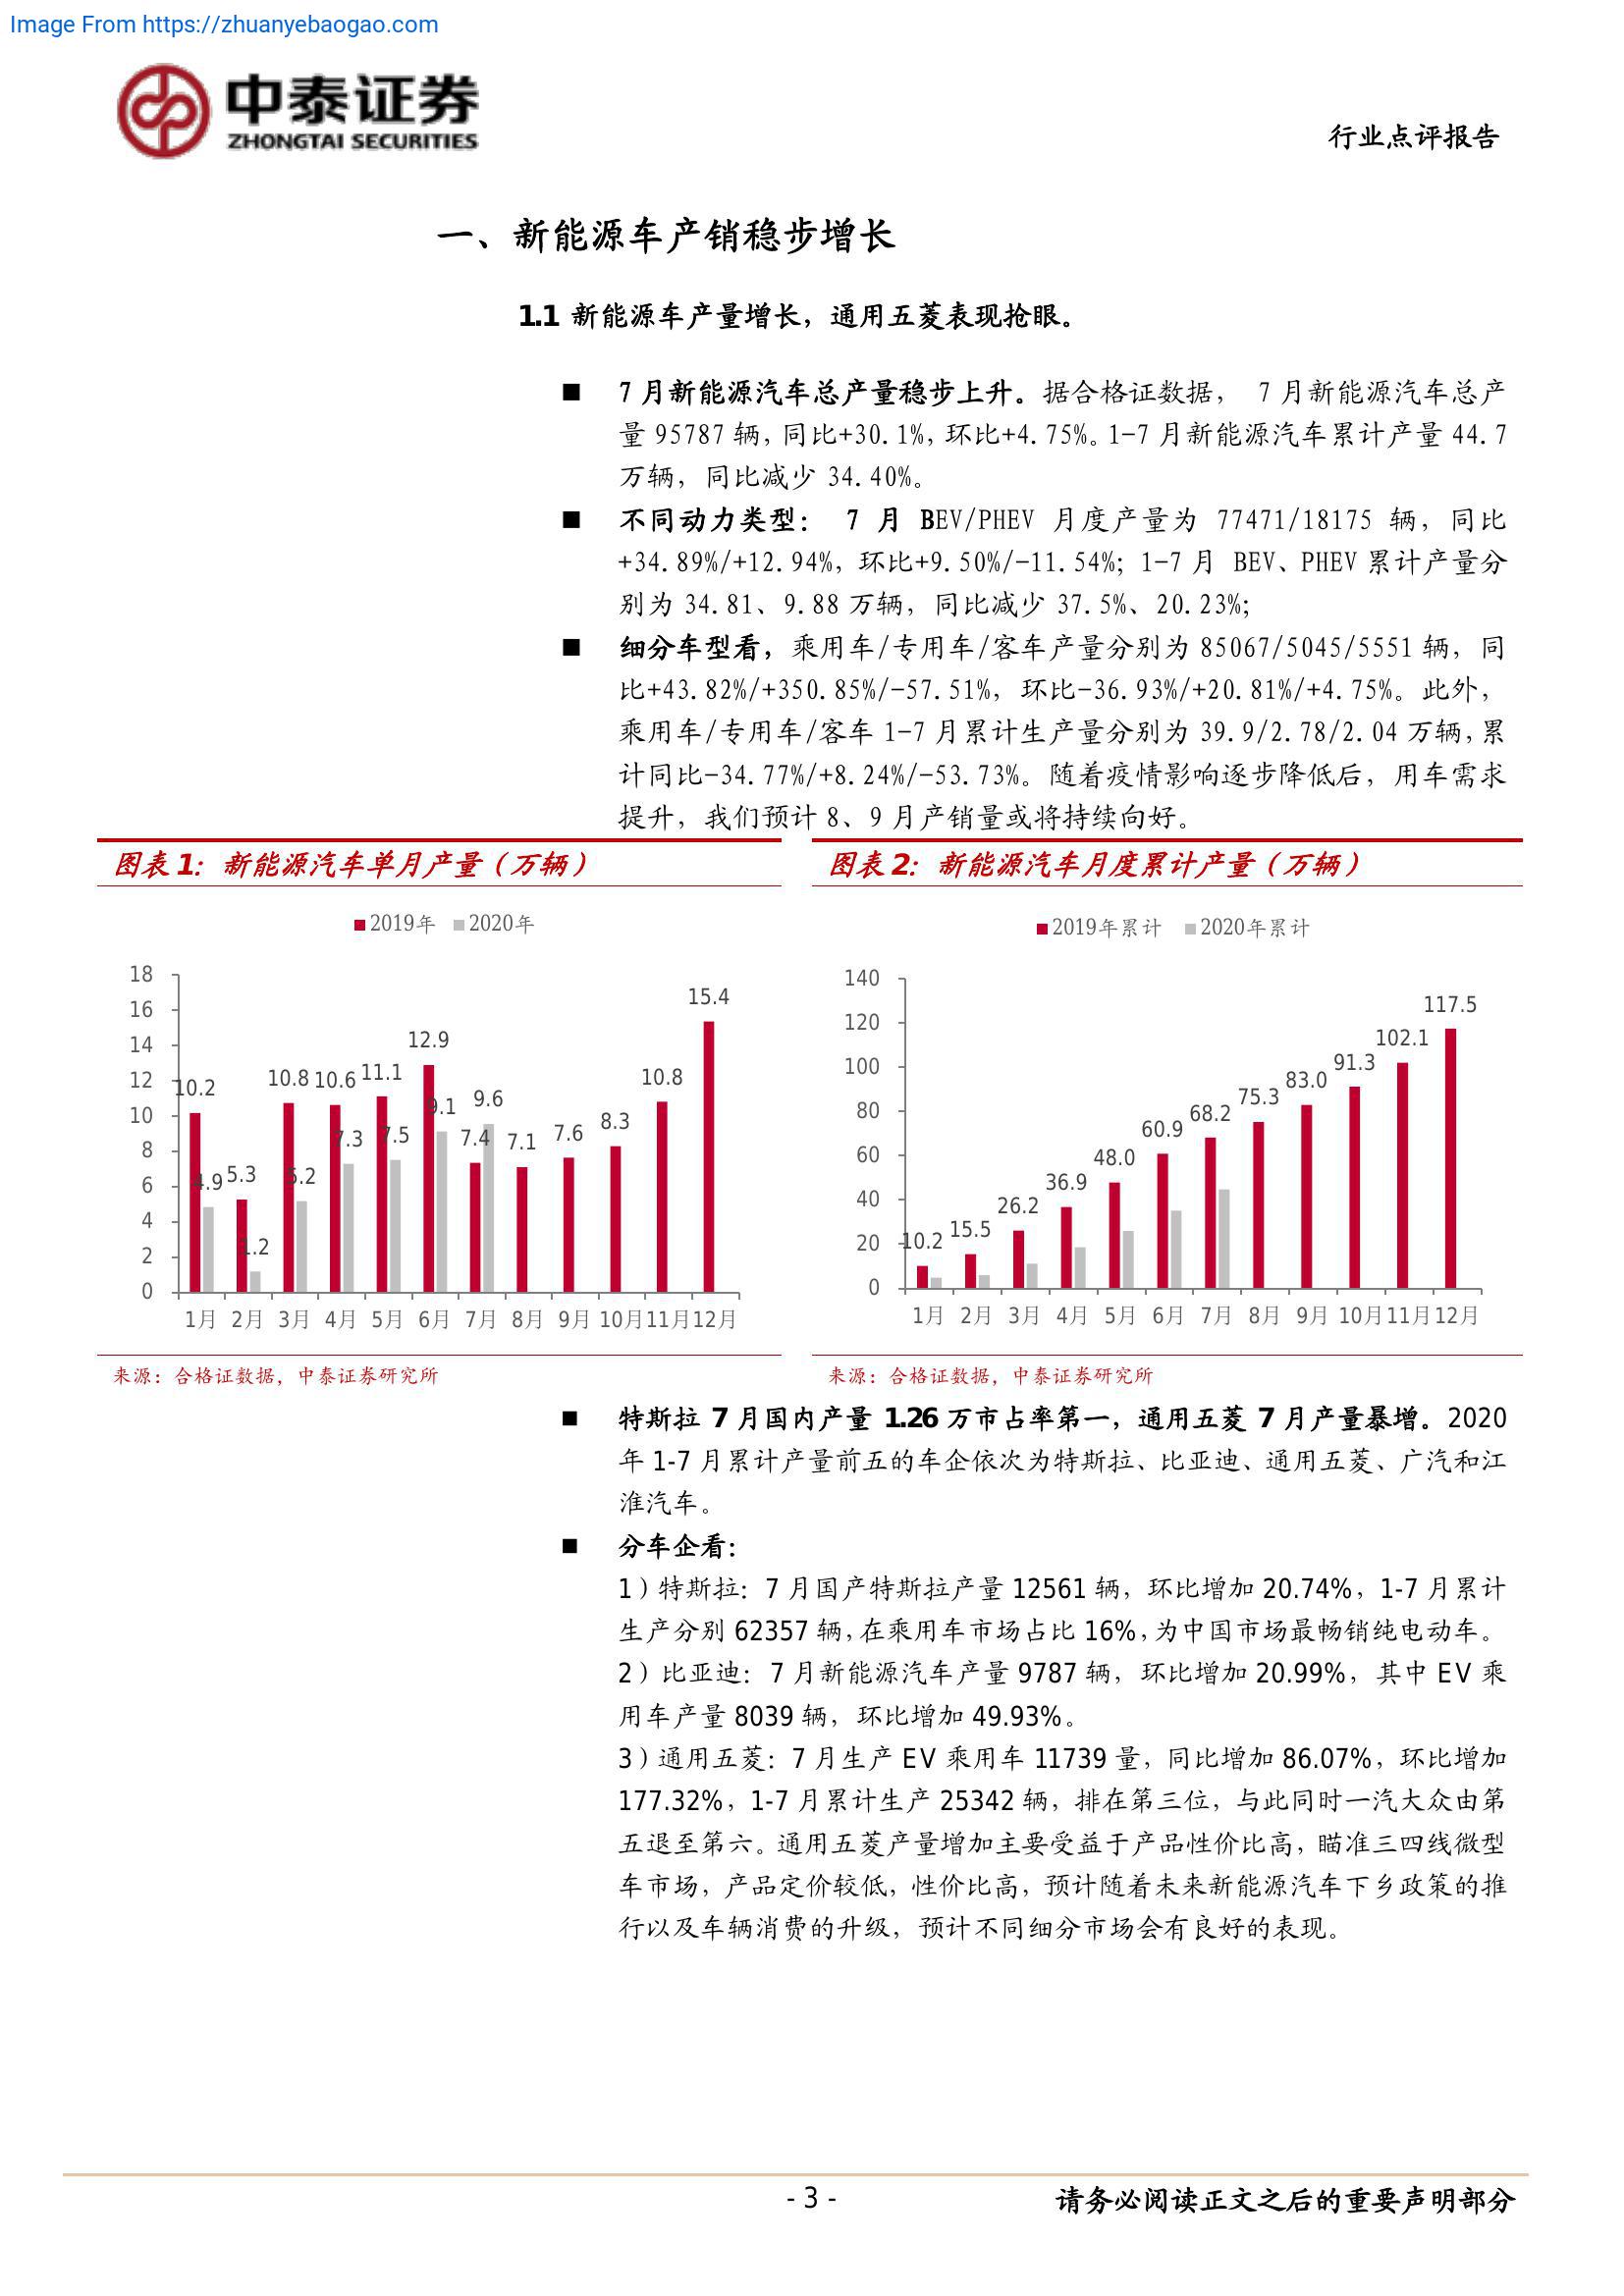 Image From https://zhuanyebaogao.com
中泰证券
ZHONGTAI SECURITIES
行业点评报告
一、新能源车产销稳步增长
1.1 新能源车产量增长，通用五菱表现抢眼。
■ 7 月新能源汽车总产量稳步上升。据合格证数据， 7 月新能源汽车总产
量 95787 辆，同比+30.1%，环比+4.75%。1-7 月新能源汽车累计产量 44.7
万辆，同比减少 34.40%。
■ 不同动力类型： 7 月 BEV/PHEV 月度产量为 77471/18175 辆，同比
+34.89%/+12.94%，环比+9.50%/-11.54%；1-7 月 BEV、PHEV 累计产量分
别为 34.81、9.88 万辆，同比减少 37.5%、20.23%；
■ 细分车型看，乘用车/专用车/客车产量分别为 85067/5045/5551 辆，同
比+43.82%/+350.85%/-57.51%，环比-36.93%/+20.81%/+4.75%。此外，
乘用车/专用车/客车 1-7 月累计生产量分别为 39.9/2.78/2.04 万辆，累
计同比-34.77%/+8.24%/-53.73%。随着疫情影响逐步降低后，用车需求
提升，我们预计 8、9 月产销量或将持续向好。
图表 1：新能源汽车单月产量（万辆）
2019年 2020年
18
16
14
12
10
8
6
4
2
0
10.2 5.3 10.8 10.6 11.1 12.9 7.4 7.1 7.6 8.3 10.8 15.4
4.9 1.2 5.2 7.3 7.5 9.1 9.6
1月 2月 3月 4月 5月 6月 7月 8月 9月 10月 11月 12月
来源：合格证数据，中泰证券研究所
图表 2：新能源汽车月度累计产量（万辆）
2019年累计 2020年累计
140
120
100
80
60
40
20
0
10.2 15.5 26.2 36.9 48.0 60.9 68.2 75.3 83.0 91.3 102.1 117.5
1月 2月 3月 4月 5月 6月 7月 8月 9月 10月 11月 12月
来源：合格证数据，中泰证券研究所
■ 特斯拉 7 月国内产量 1.26 万市占率第一，通用五菱 7 月产量暴增。2020
年 1-7 月累计产量前五的车企依次为特斯拉、比亚迪、通用五菱、广汽和江
淮汽车。
■ 分车企看：
1）特斯拉：7 月国产特斯拉产量 12561 辆，环比增加 20.74%，1-7 月累计
生产分别 62357 辆，在乘用车市场占比 16%，为中国市场最畅销纯电动车。
2）比亚迪：7 月新能源汽车产量 9787 辆，环比增加 20.99%，其中 EV 乘
用车产量 8039 辆，环比增加 49.93%。
3）通用五菱：7 月生产 EV 乘用车 11739 量，同比增加 86.07%，环比增加
177.32%，1-7 月累计生产 25342 辆，排在第三位，与此同时一汽大众由第
五退至第六。通用五菱产量增加主要受益于产品性价比高，瞄准三四线微型
车市场，产品定价较低，性价比高，预计随着未来新能源汽车下乡政策的推
行以及车辆消费的升级，预计不同细分市场会有良好的表现。
- 3 -
请务必阅读正文之后的重要声明部分